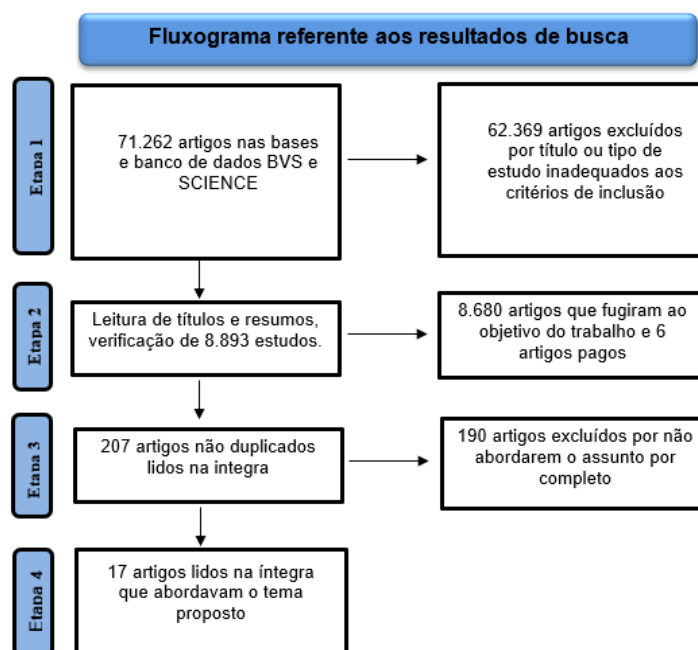 Fluxograma referente aos resultados de busca
Etapa 1
71.262 artigos nas bases
e banco de dados BVS e
SCIENCE
62.369 artigos excluídos
por título ou tipo de
estudo inadequados aos
critérios de inclusão
Etapa 2
Leitura de títulos e resumos,
verificação de 8.893 estudos.
8.680 artigos que fugiram ao
objetivo do trabalho e 6
artigos pagos
Etapa 3
207 artigos não duplicados
lidos na integra
190 artigos excluídos por não
abordarem o assunto por
completo
Etapa 4
17 artigos lidos na íntegra
que abordavam o tema
proposto